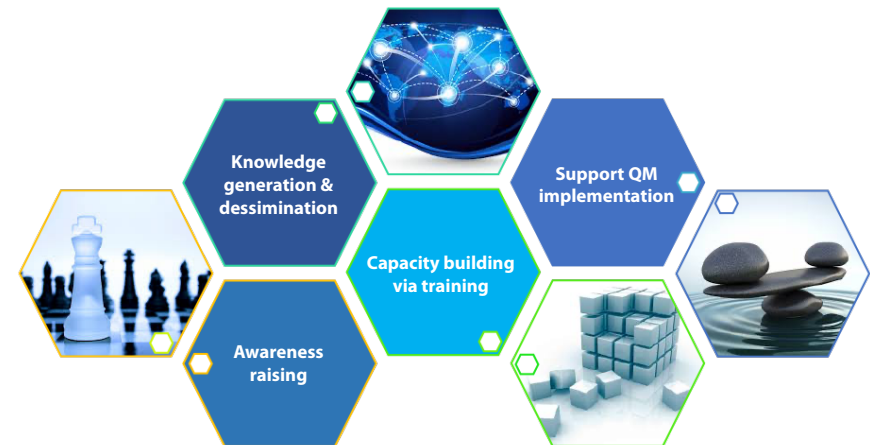 Knowledge
generation &
dessimination
Support QM
implementation
Capacity building
via training
Awareness
raising